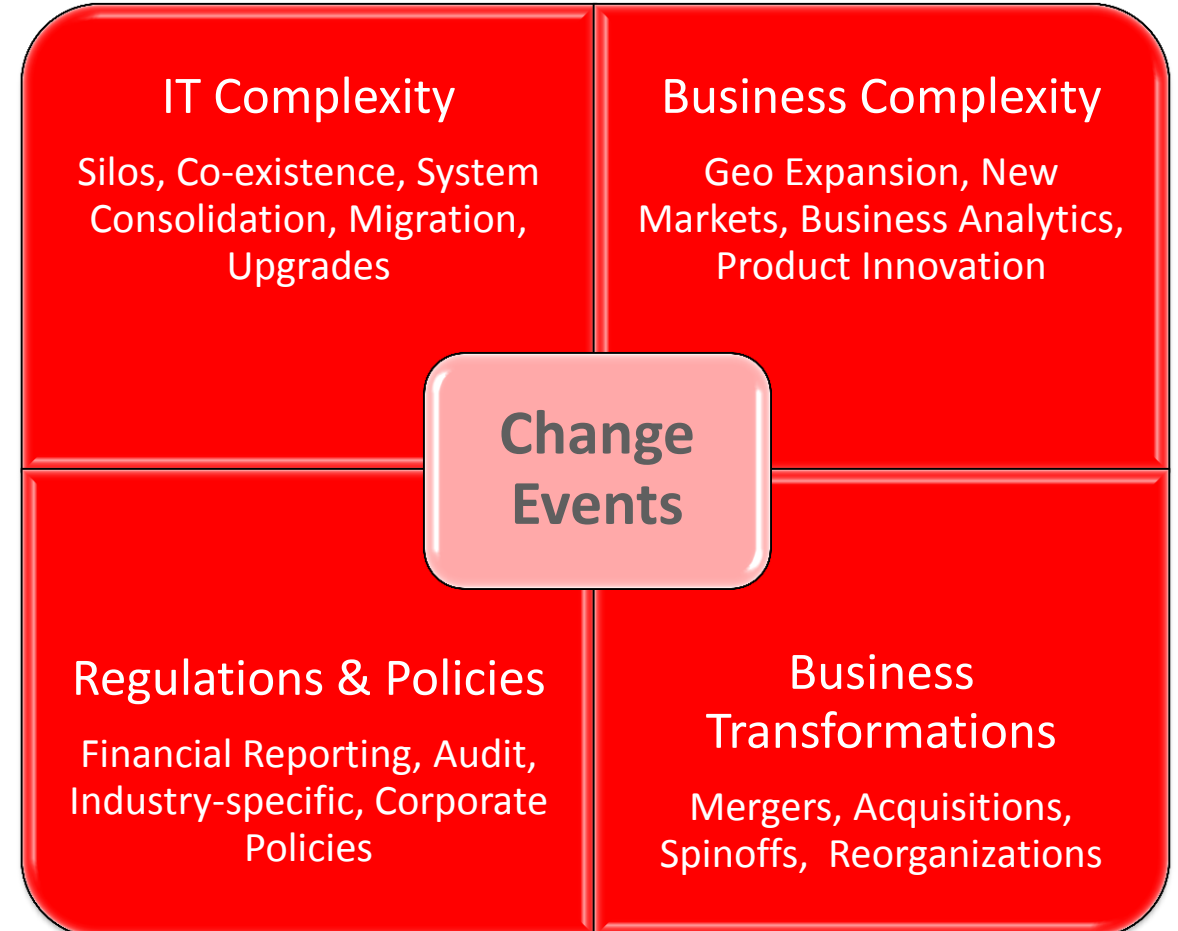 IT Complexity
Silos, Co-existence, System
Consolidation, Migration,
Upgrades
Business Complexity
Geo Expansion, New
Markets, Business Analytics,
Product Innovation
Change
Events
Regulations & Policies
Financial Reporting, Audit,
Industry-specific, Corporate
Policies
Business
Transformations
Mergers, Acquisitions,
Spinoffs,  Reorganizations